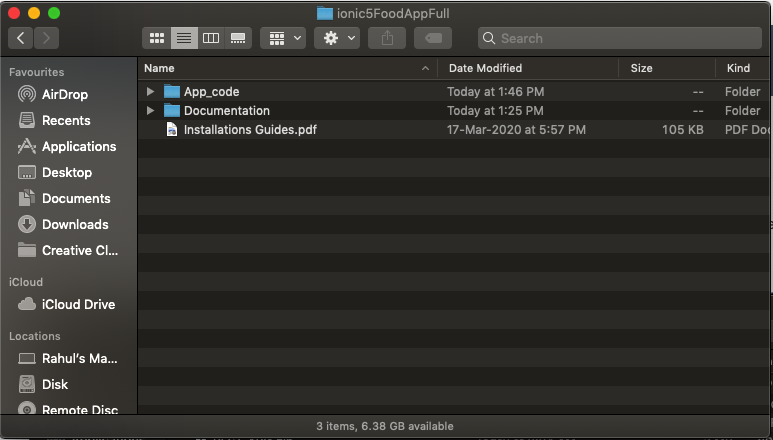 ionic5FoodAppFull
Search
Favourites
AirDrop
Recents
Applications
Desktop
Documents
Downloads
Creative Cl...
iCloud
iCloud Drive
Locations
Rahul's Ma...
Disk
Remote Disc
Name Date Modified Size Kind
App_code Today at 1:46 PM -- Folder
Documentation Today at 1:25 PM -- Folder
Installations Guides.pdf 17-Mar-2020 at 5:57 PM 105 KB PDF Do
3 items, 6.38 GB available